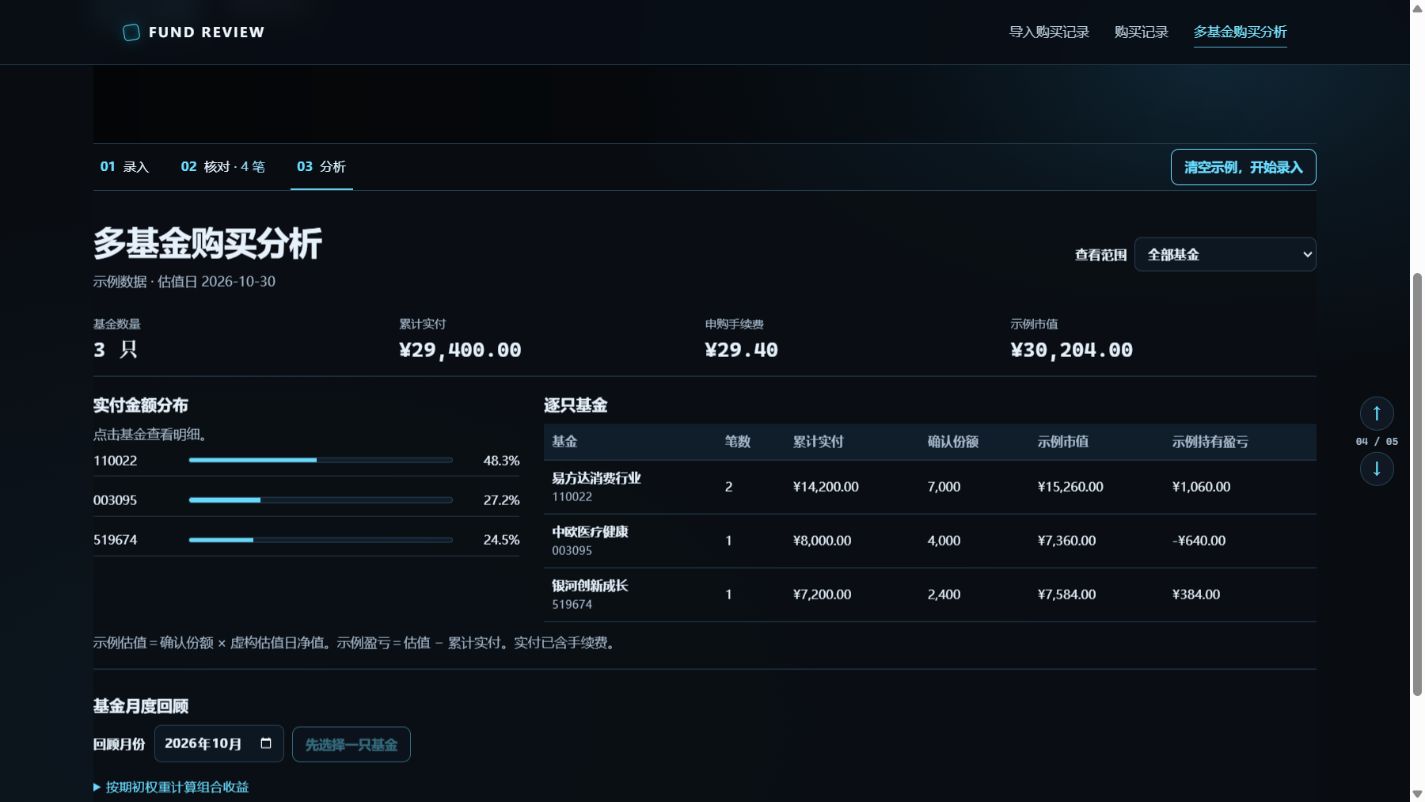 FUND REVIEW
导入购买记录 购买记录 多基金购买分析
01 录入 02 核对 · 4 笔 03 分析
清空示例，开始录入
多基金购买分析
查看范围 全部基金
示例数据 · 估值日 2026-10-30
基金数量 累计实付 申购手续费 示例市值
3 只 ¥29,400.00 ¥29.40 ¥30,204.00
实付金额分布
点击基金查看明细。
110022 48.3%
003095 27.2%
519674 24.5%
逐只基金
基金 笔数 累计实付 确认份额 示例市值 示例持有盈亏
易方达消费行业
110022
2 ¥14,200.00 7,000 ¥15,260.00 ¥1,060.00
中欧医疗健康
003095
1 ¥8,000.00 4,000 ¥7,360.00 -¥640.00
银河创新成长
519674
1 ¥7,200.00 2,400 ¥7,584.00 ¥384.00
↑
04 / 05
↓
示例估值＝确认份额 × 虚构估值日净值。示例盈亏＝估值 − 累计实付。实付已含手续费。
基金月度回顾
回顾月份 2026年10月 先选择一只基金
▶ 按期初权重计算组合收益